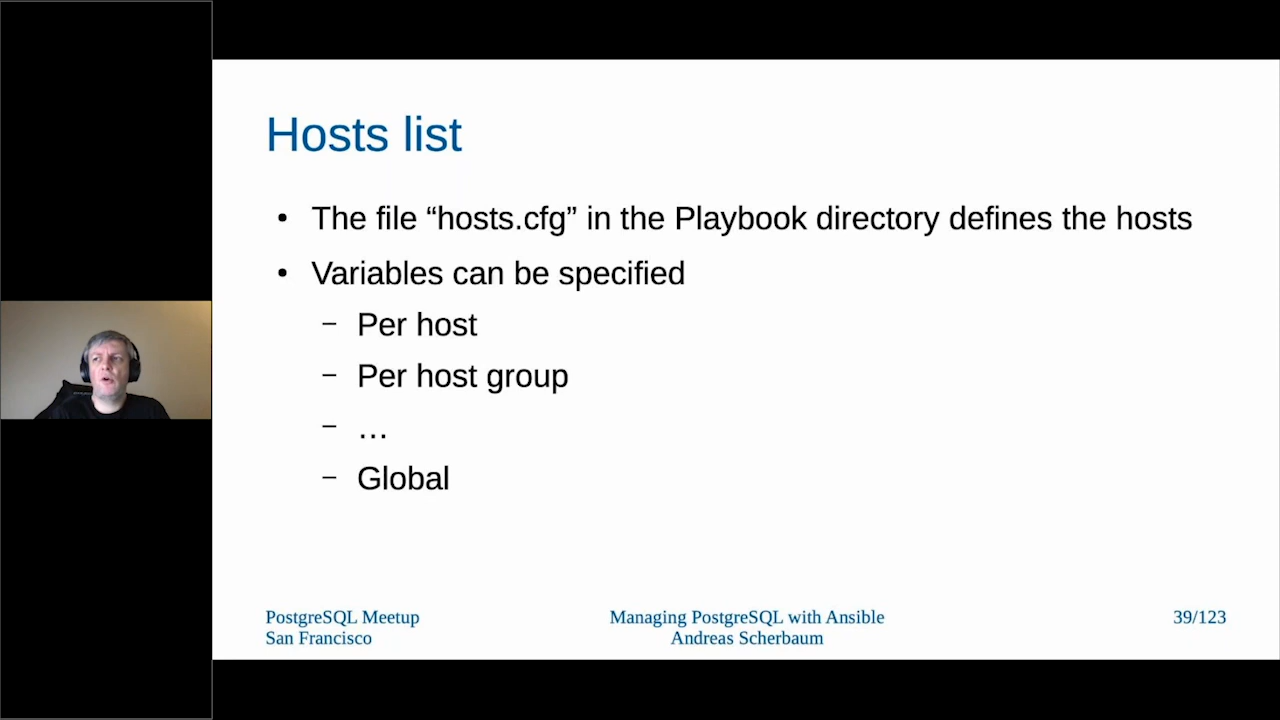 Hosts list
• The file “hosts.cfg” in the Playbook directory defines the hosts
• Variables can be specified
– Per host
– Per host group
– …
– Global
PostgreSQL Meetup
San Francisco
Managing PostgreSQL with Ansible
Andreas Scherbaum
39/123